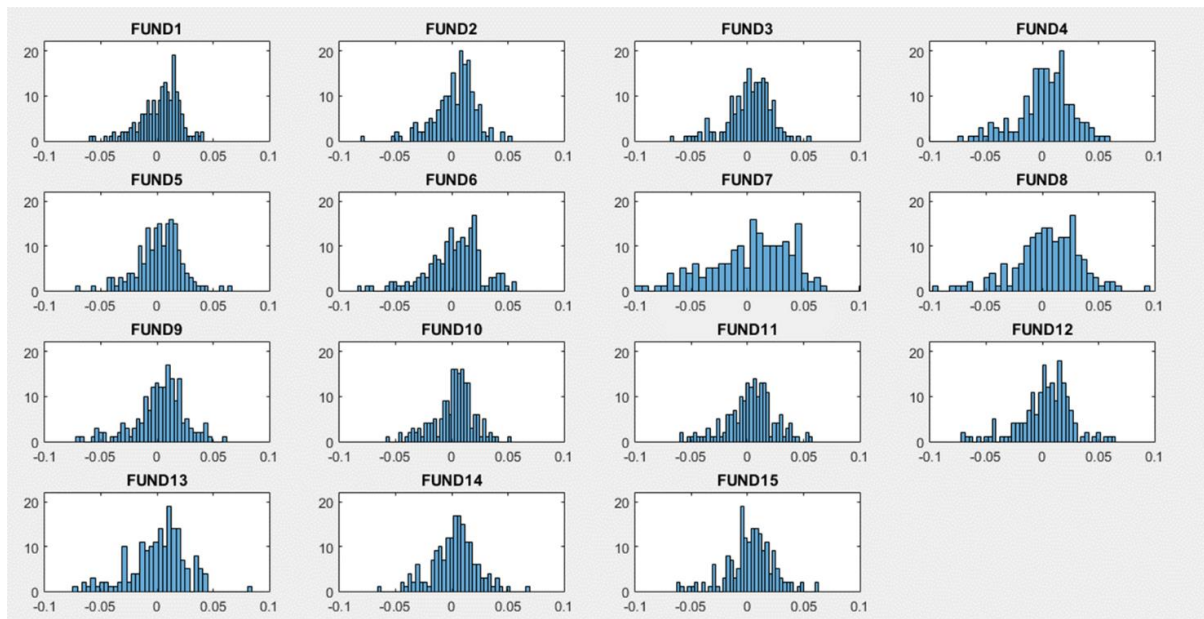 FUND1 FUND2 FUND3 FUND4
20 20 20 20
10 10 10 10
0 0 0 0
-0.1 -0.05 0 0.05 0.1 -0.1 -0.05 0 0.05 0.1 -0.1 -0.05 0 0.05 0.1 -0.1 -0.05 0 0.05 0.1
FUND5 FUND6 FUND7 FUND8
20 20 20 20
10 10 10 10
0 0 0 0
-0.1 -0.05 0 0.05 0.1 -0.1 -0.05 0 0.05 0.1 -0.1 -0.05 0 0.05 0.1 -0.1 -0.05 0 0.05 0.1
FUND9 FUND10 FUND11 FUND12
20 20 20 20
10 10 10 10
0 0 0 0
-0.1 -0.05 0 0.05 0.1 -0.1 -0.05 0 0.05 0.1 -0.1 -0.05 0 0.05 0.1 -0.1 -0.05 0 0.05 0.1
FUND13 FUND14 FUND15
20 20 20
10 10 10
0 0 0
-0.1 -0.05 0 0.05 0.1 -0.1 -0.05 0 0.05 0.1 -0.1 -0.05 0 0.05 0.1